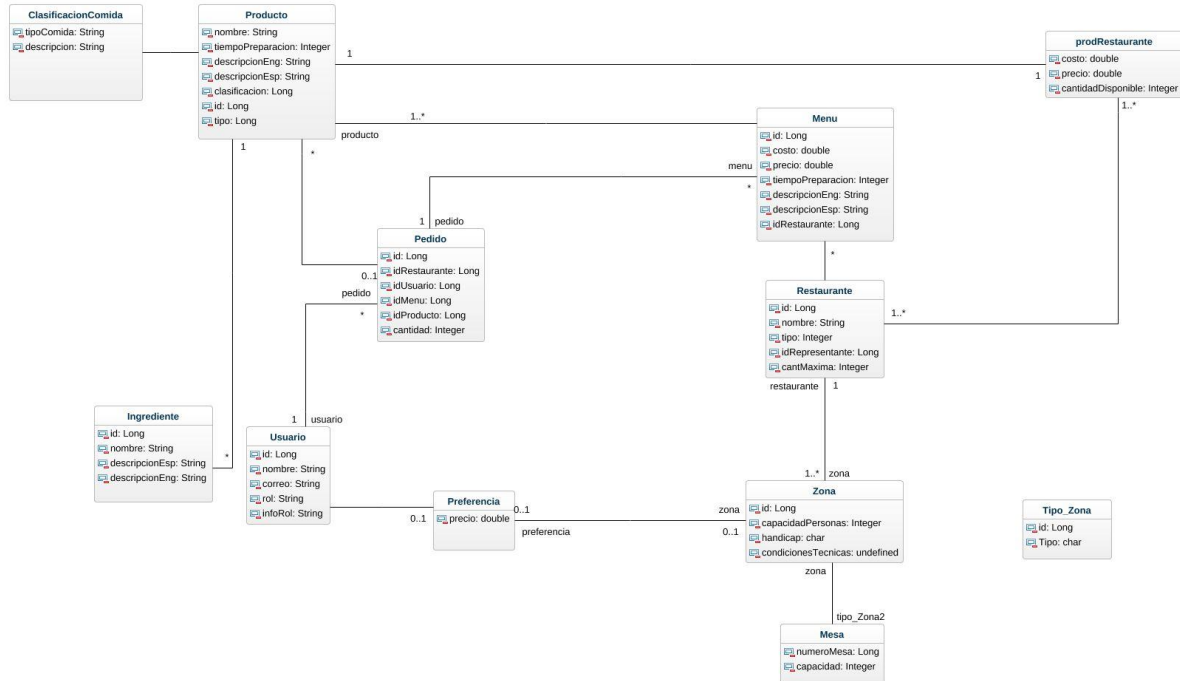 ClasificacionComida
tipoComida: String
descripcion: String
Producto
nombre: String
tiempoPreparacion: Integer
descripcionEng: String
descripcionEsp: String
clasificacion: Long
id: Long
tipo: Long
prodRestaurante
costo: double
precio: double
cantidadDisponible: Integer
1
1
1..*
1..*
producto
1
*
Menu
id: Long
costo: double
precio: double
tiempoPreparacion: Integer
descripcionEng: String
descripcionEsp: String
idRestaurante: Long
menu
*
1
pedido
Pedido
id: Long
idRestaurante: Long
idUsuario: Long
idMenu: Long
idProducto: Long
cantidad: Integer
0..1
pedido
*
*
Restaurante
id: Long
nombre: String
tipo: Integer
idRepresentante: Long
cantMaxima: Integer
1..*
restaurante
1
Ingrediente
id: Long
nombre: String
descripcionEsp: String
descripcionEng: String
*
1
usuario
Usuario
id: Long
nombre: String
correo: String
rol: String
infoRol: String
0..1
Preferencia
precio: double
0..1
preferencia
1..*
zona
zona
0..1
Zona
id: Long
capacidadPersonas: Integer
handicap: char
condicionesTecnicas: undefined
Tipo_Zona
id: Long
Tipo: char
zona
tipo_Zona2
Mesa
numeroMesa: Long
capacidad: Integer